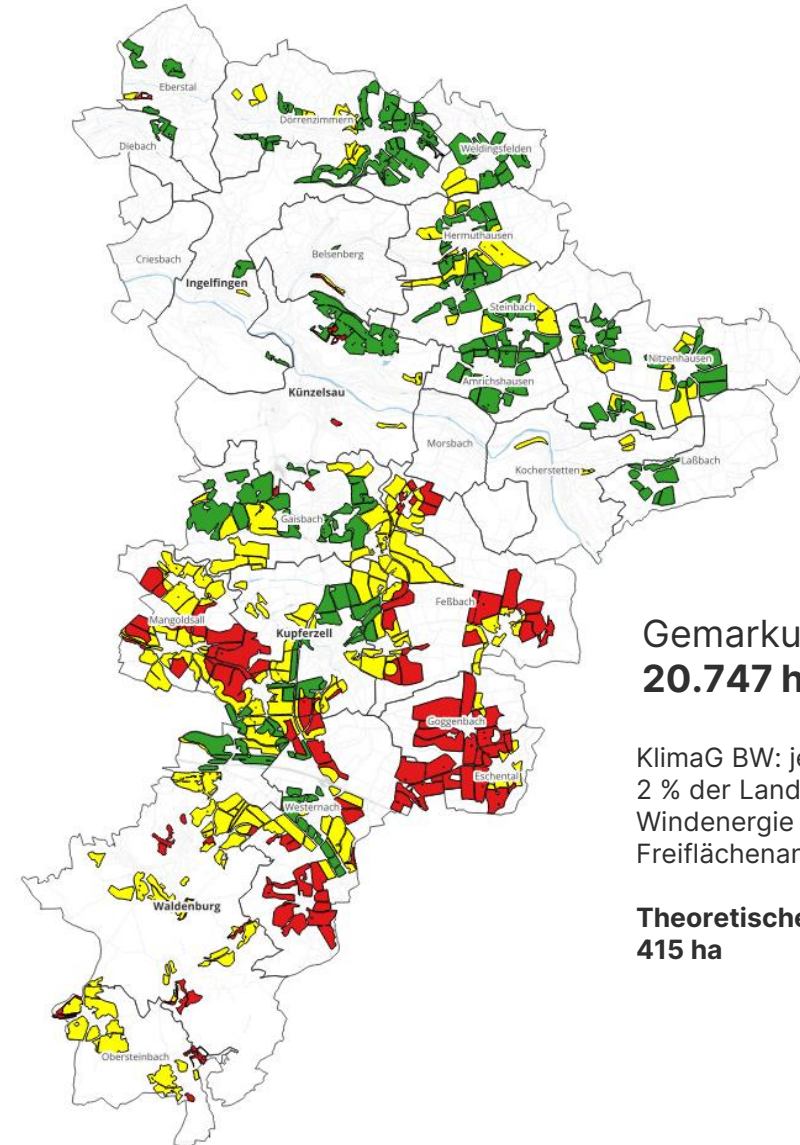 Eberstal
Dörrenzimmern
Diebach
Weldingsfelden
Hermuthausen
Criesbach
Belsenberg
Ingelfingen
Steinbach
Nitzenhausen
Amrichshausen
Künzelsau
Morsbach
Kocherstetten
Laßbach
Gaisbach
Feßbach
Mangoldsall
Kupferzell
Goggenbach
Eschental
Westernach
Waldenburg
Obersteinbach
Gemarku
20.747 h
KlimaG BW: je
2 % der Land
Windenergie
Freiflächenan
Theoretische
415 ha